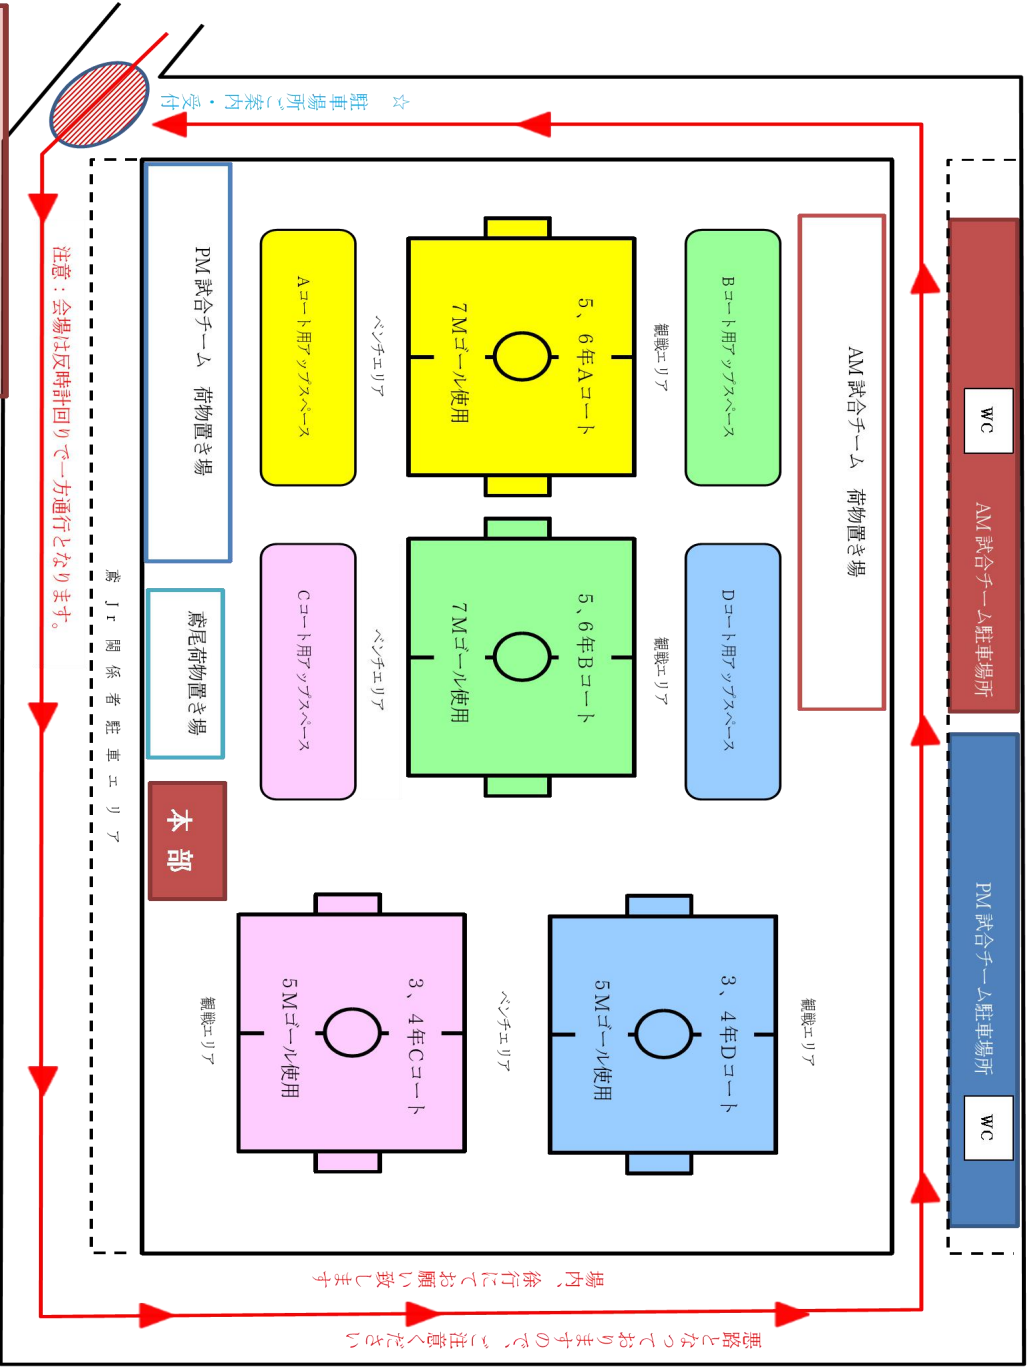 ☆　駐車場所ご案内・受付
注意：会場は反時計回りで一方通行となります。
AM 試合チーム駐車場所
WC
PM 試合チーム駐車場所
WC
AM 試合チーム　荷物置き場
Bコート用アップスペース
Dコート用アップスペース
観戦エリア
観戦エリア
観戦エリア
5、6年Aコート
7Mゴール使用
5、6年Bコート
7Mゴール使用
3、4年Dコート
5Mゴール使用
ベンチエリア
ベンチエリア
ベンチエリア
3、4年Cコート
5Mゴール使用
Aコート用アップスペース
Cコート用アップスペース
観戦エリア
PM 試合チーム　荷物置き場
鳶尾荷物置き場
本部
鳶 Jr 関係者駐車エリア
場内、徐行にてお願い致します
悪路となっておりますので、ご注意ください